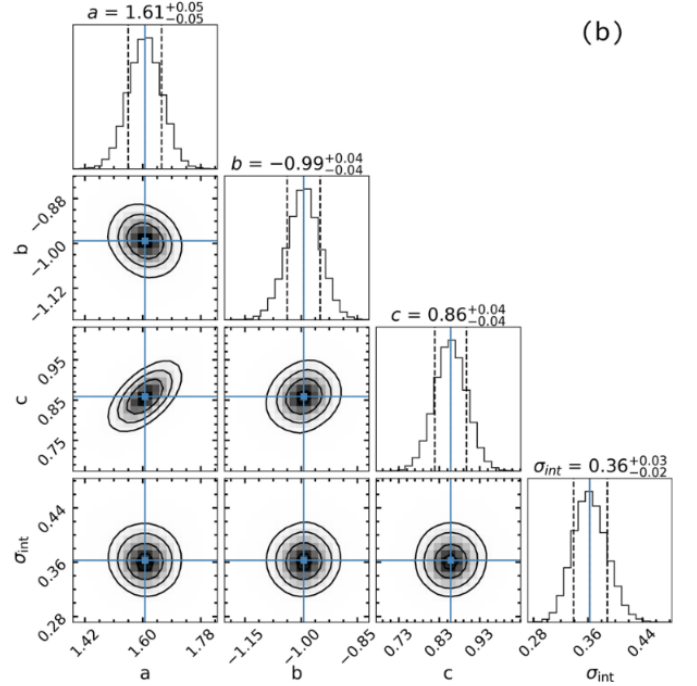 a = 1.61+0.05−0.05
(b)
b = −0.99+0.04−0.04
−0.88
−1.00
−1.12
b
c = 0.86+0.04−0.04
0.95
0.85
0.75
c
σint = 0.36+0.03−0.02
0.44
0.36
0.28
σint
1.42 1.60 1.78
a
−1.15 −1.00 −0.85
b
0.73 0.83 0.93
c
0.28 0.36 0.44
σint